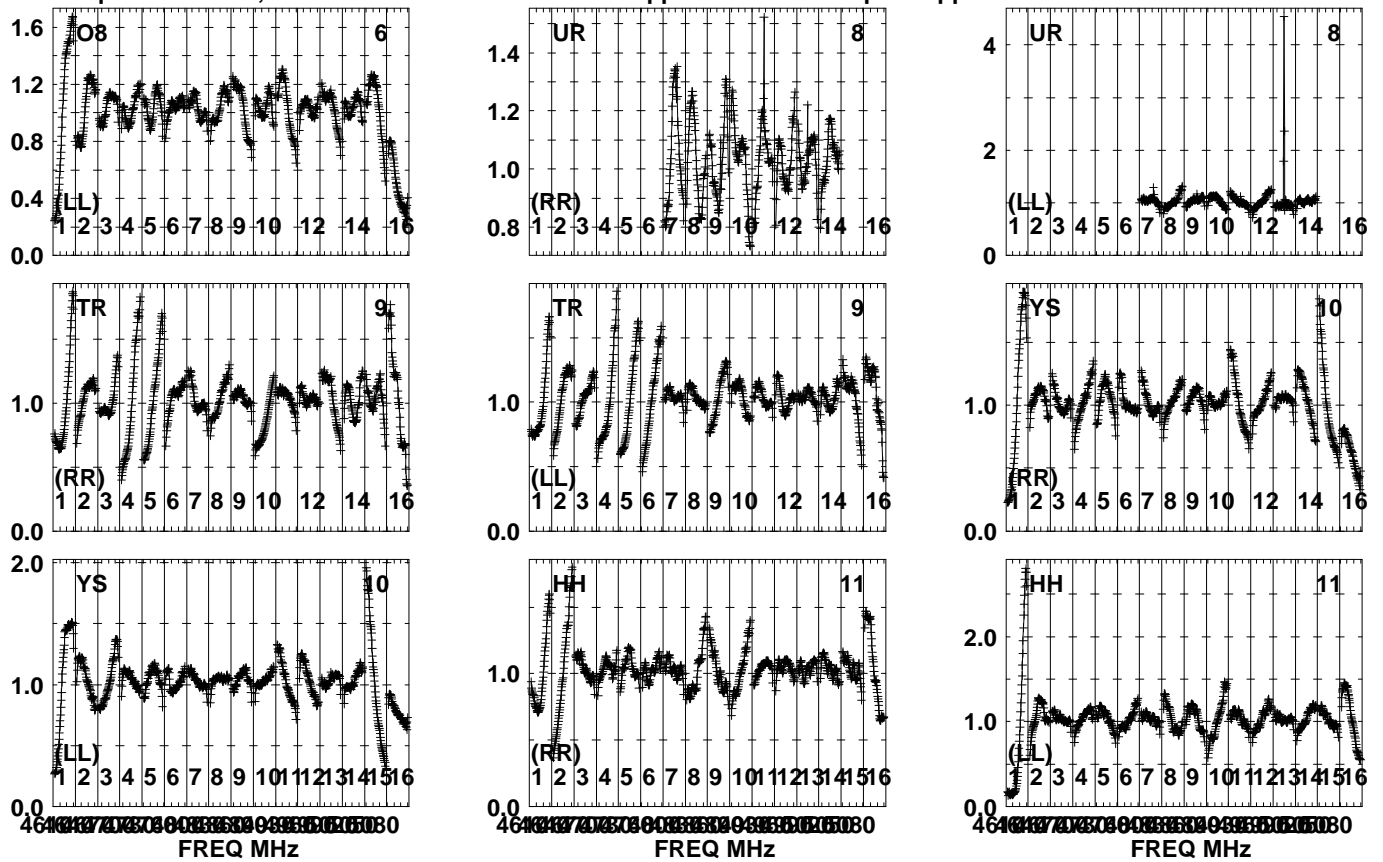 1.6
1.2
0.8
0.4
0.0
O8
6
(LL)
1 2 3 4 5 6 7 8 9 10 12 14 16
1.4
1.2
1.0
0.8
UR
8
(RR)
1 2 3 4 5 6 7 8 9 10 12 14 16
4
2
0
UR
8
(LL)
1 2 3 4 5 6 7 8 9 10 12 14 16
1.0
0.0
TR
9
(RR)
1 2 3 4 5 6 7 8 9 10 12 14 16
1.0
0.0
TR
9
(LL)
1 2 3 4 5 6 7 8 9 10 12 14 16
1.0
0.0
YS
10
(RR)
1 2 3 4 5 6 7 8 9 10 12 14 16
2.0
1.0
0.0
YS
10
(LL)
1 2 3 4 5 6 7 8 9 10 11 12 13 14 15 16
FREQ MHz
1.0
0.0
HH
11
(RR)
1 2 3 4 5 6 7 8 9 10 11 12 13 14 15 16
FREQ MHz
2.0
1.0
0.0
HH
11
(LL)
1 2 3 4 5 6 7 8 9 10 11 12 13 14 15 16
FREQ MHz